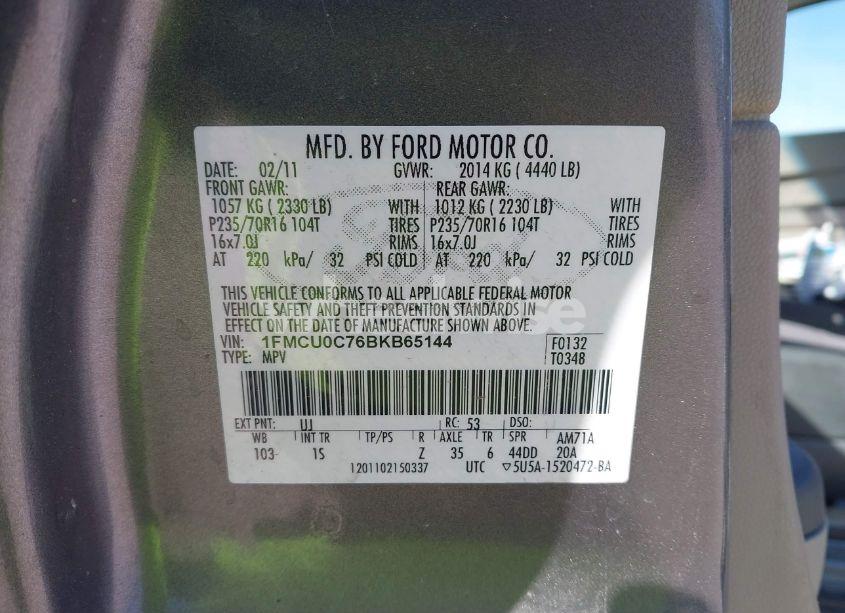 MFD. BY FORD MOTOR CO.
DATE: 02/11 GVWR: 2014 KG ( 4440 LB)
FRONT GAWR: REAR GAWR:
1057 KG ( 2330 LB) WITH 1012 KG ( 2230 LB) WITH
P235/70R16 104T TIRES P235/70R16 104T TIRES
16x7.0J RIMS 16x7.0J RIMS
AT 220 kPa/ 32 PSI COLD AT 220 kPa/ 32 PSI COLD
THIS VEHICLE CONFORMS TO ALL APPLICABLE FEDERAL MOTOR
VEHICLE SAFETY AND THEFT PREVENTION STANDARDS IN
EFFECT ON THE DATE OF MANUFACTURE SHOWN ABOVE.
VIN: 1FMCU0C76BKB65144 F0132
TYPE: MPV T0348
EXT PNT: UJ RC: 53 DSO:
WB INT TR TP/PS R AXLE TR SPR AM71A
103 1S Z 35 6 44DD 20A
1201102150337 UTC ▽5U5A-1520472-BA